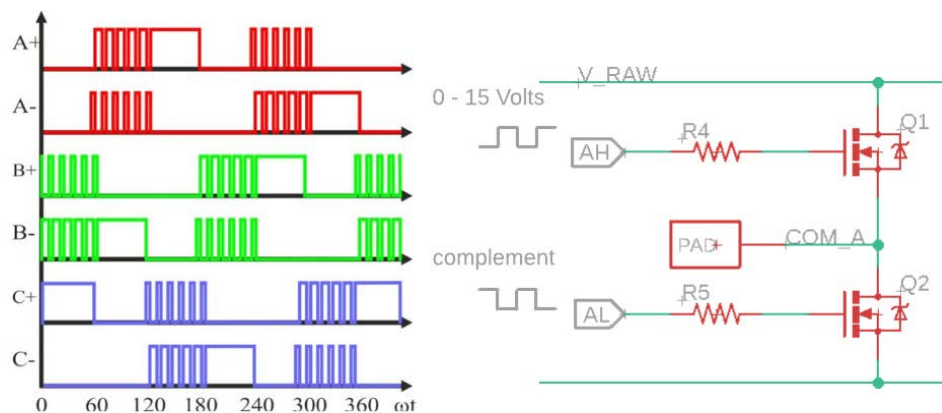 A+
A-
B+
B-
C+
C-
0 60 120 180 240 300 360 ωt
0 - 15 Volts
complement
V_RAW
AH
R4
Q1
PAD
COM_A
AL
R5
Q2